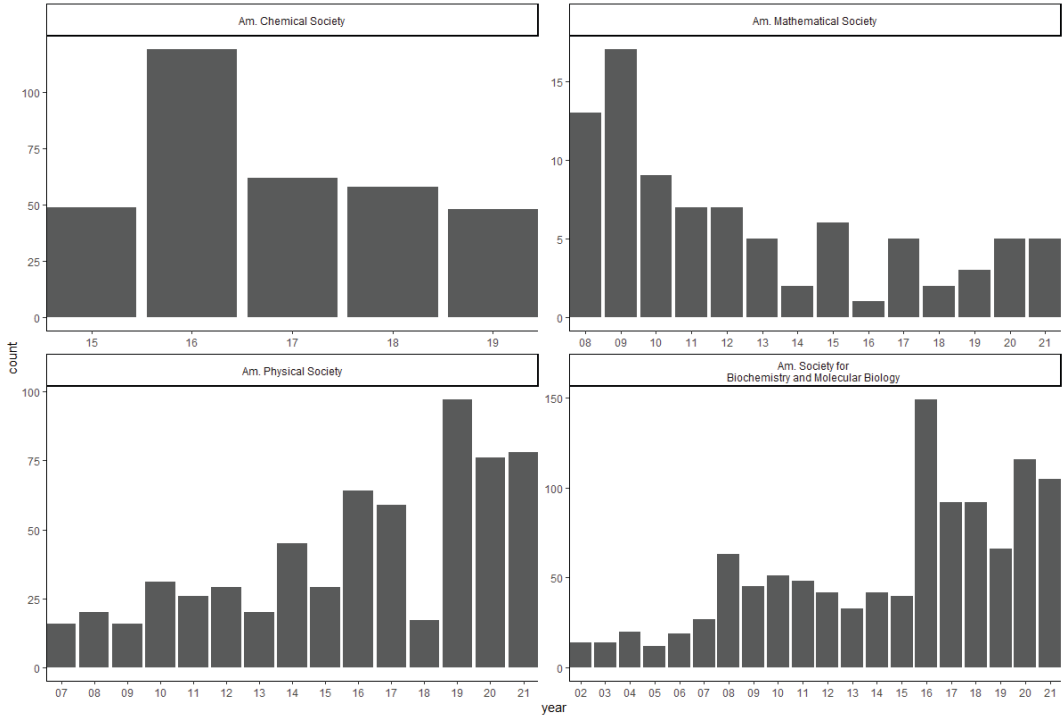 Am. Chemical Society
Am. Mathematical Society
100
75
50
25
0
15 16 17 18 19
15
10
5
0
08 09 10 11 12 13 14 15 16 17 18 19 20 21
count
Am. Physical Society
Am. Society for
Biochemistry and Molecular Biology
100
75
50
25
0
07 08 09 10 11 12 13 14 15 16 17 18 19 20 21
150
100
50
0
02 03 04 05 06 07 08 09 10 11 12 13 14 15 16 17 18 19 20 21
year